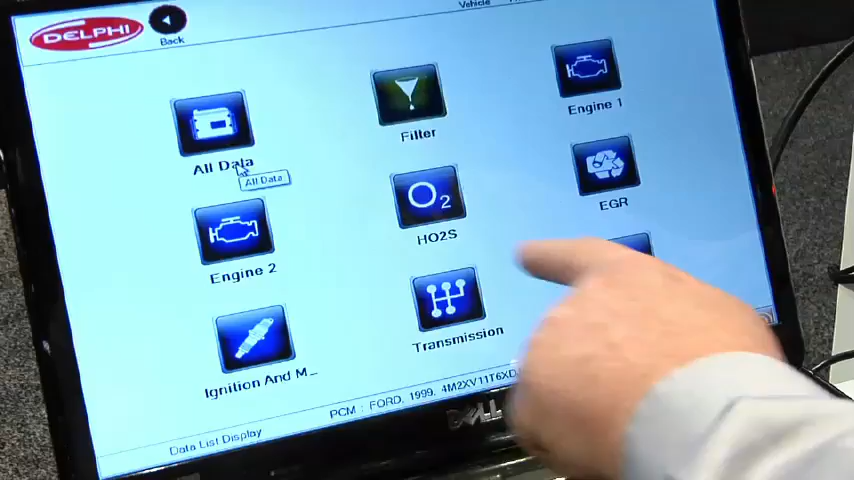 DELPHI
Back
Vehicle
All Data
All Data
Filter
Engine 1
Engine 2
O2
HO2S
EGR
Ignition And M...
Transmission
PCM : FORD, 1999, 4M2XV11T6XD
Data List Display
DELL